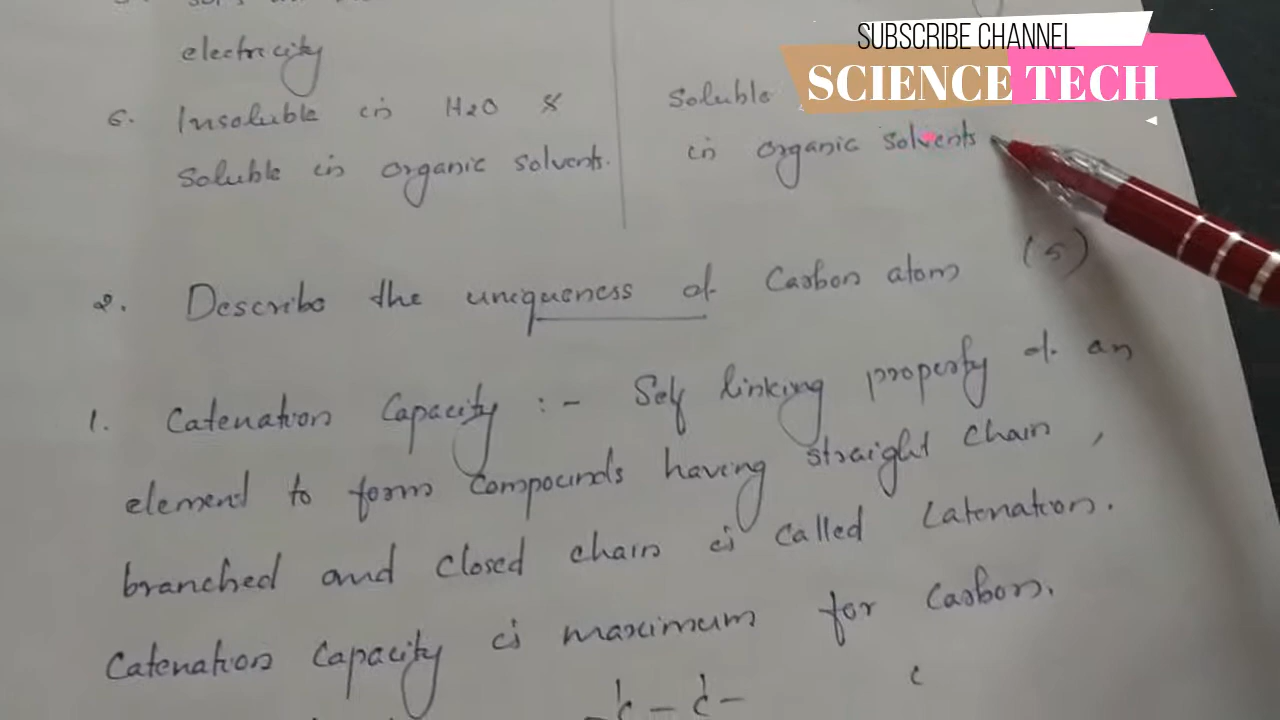 SUBSCRIBE CHANNEL
SCIENCE TECH
electricity
6. Insoluble in H2O &
soluble in organic solvents.
Soluble
in organic solvents
2. Describe the uniqueness of Carbon atom (5)
1. Catenation Capacity :- Self linking property of an
element to form compounds having straight chain,
branched and closed chain is called Catenation.
Catenation Capacity is maximum for Carbon.
- C - C -
C